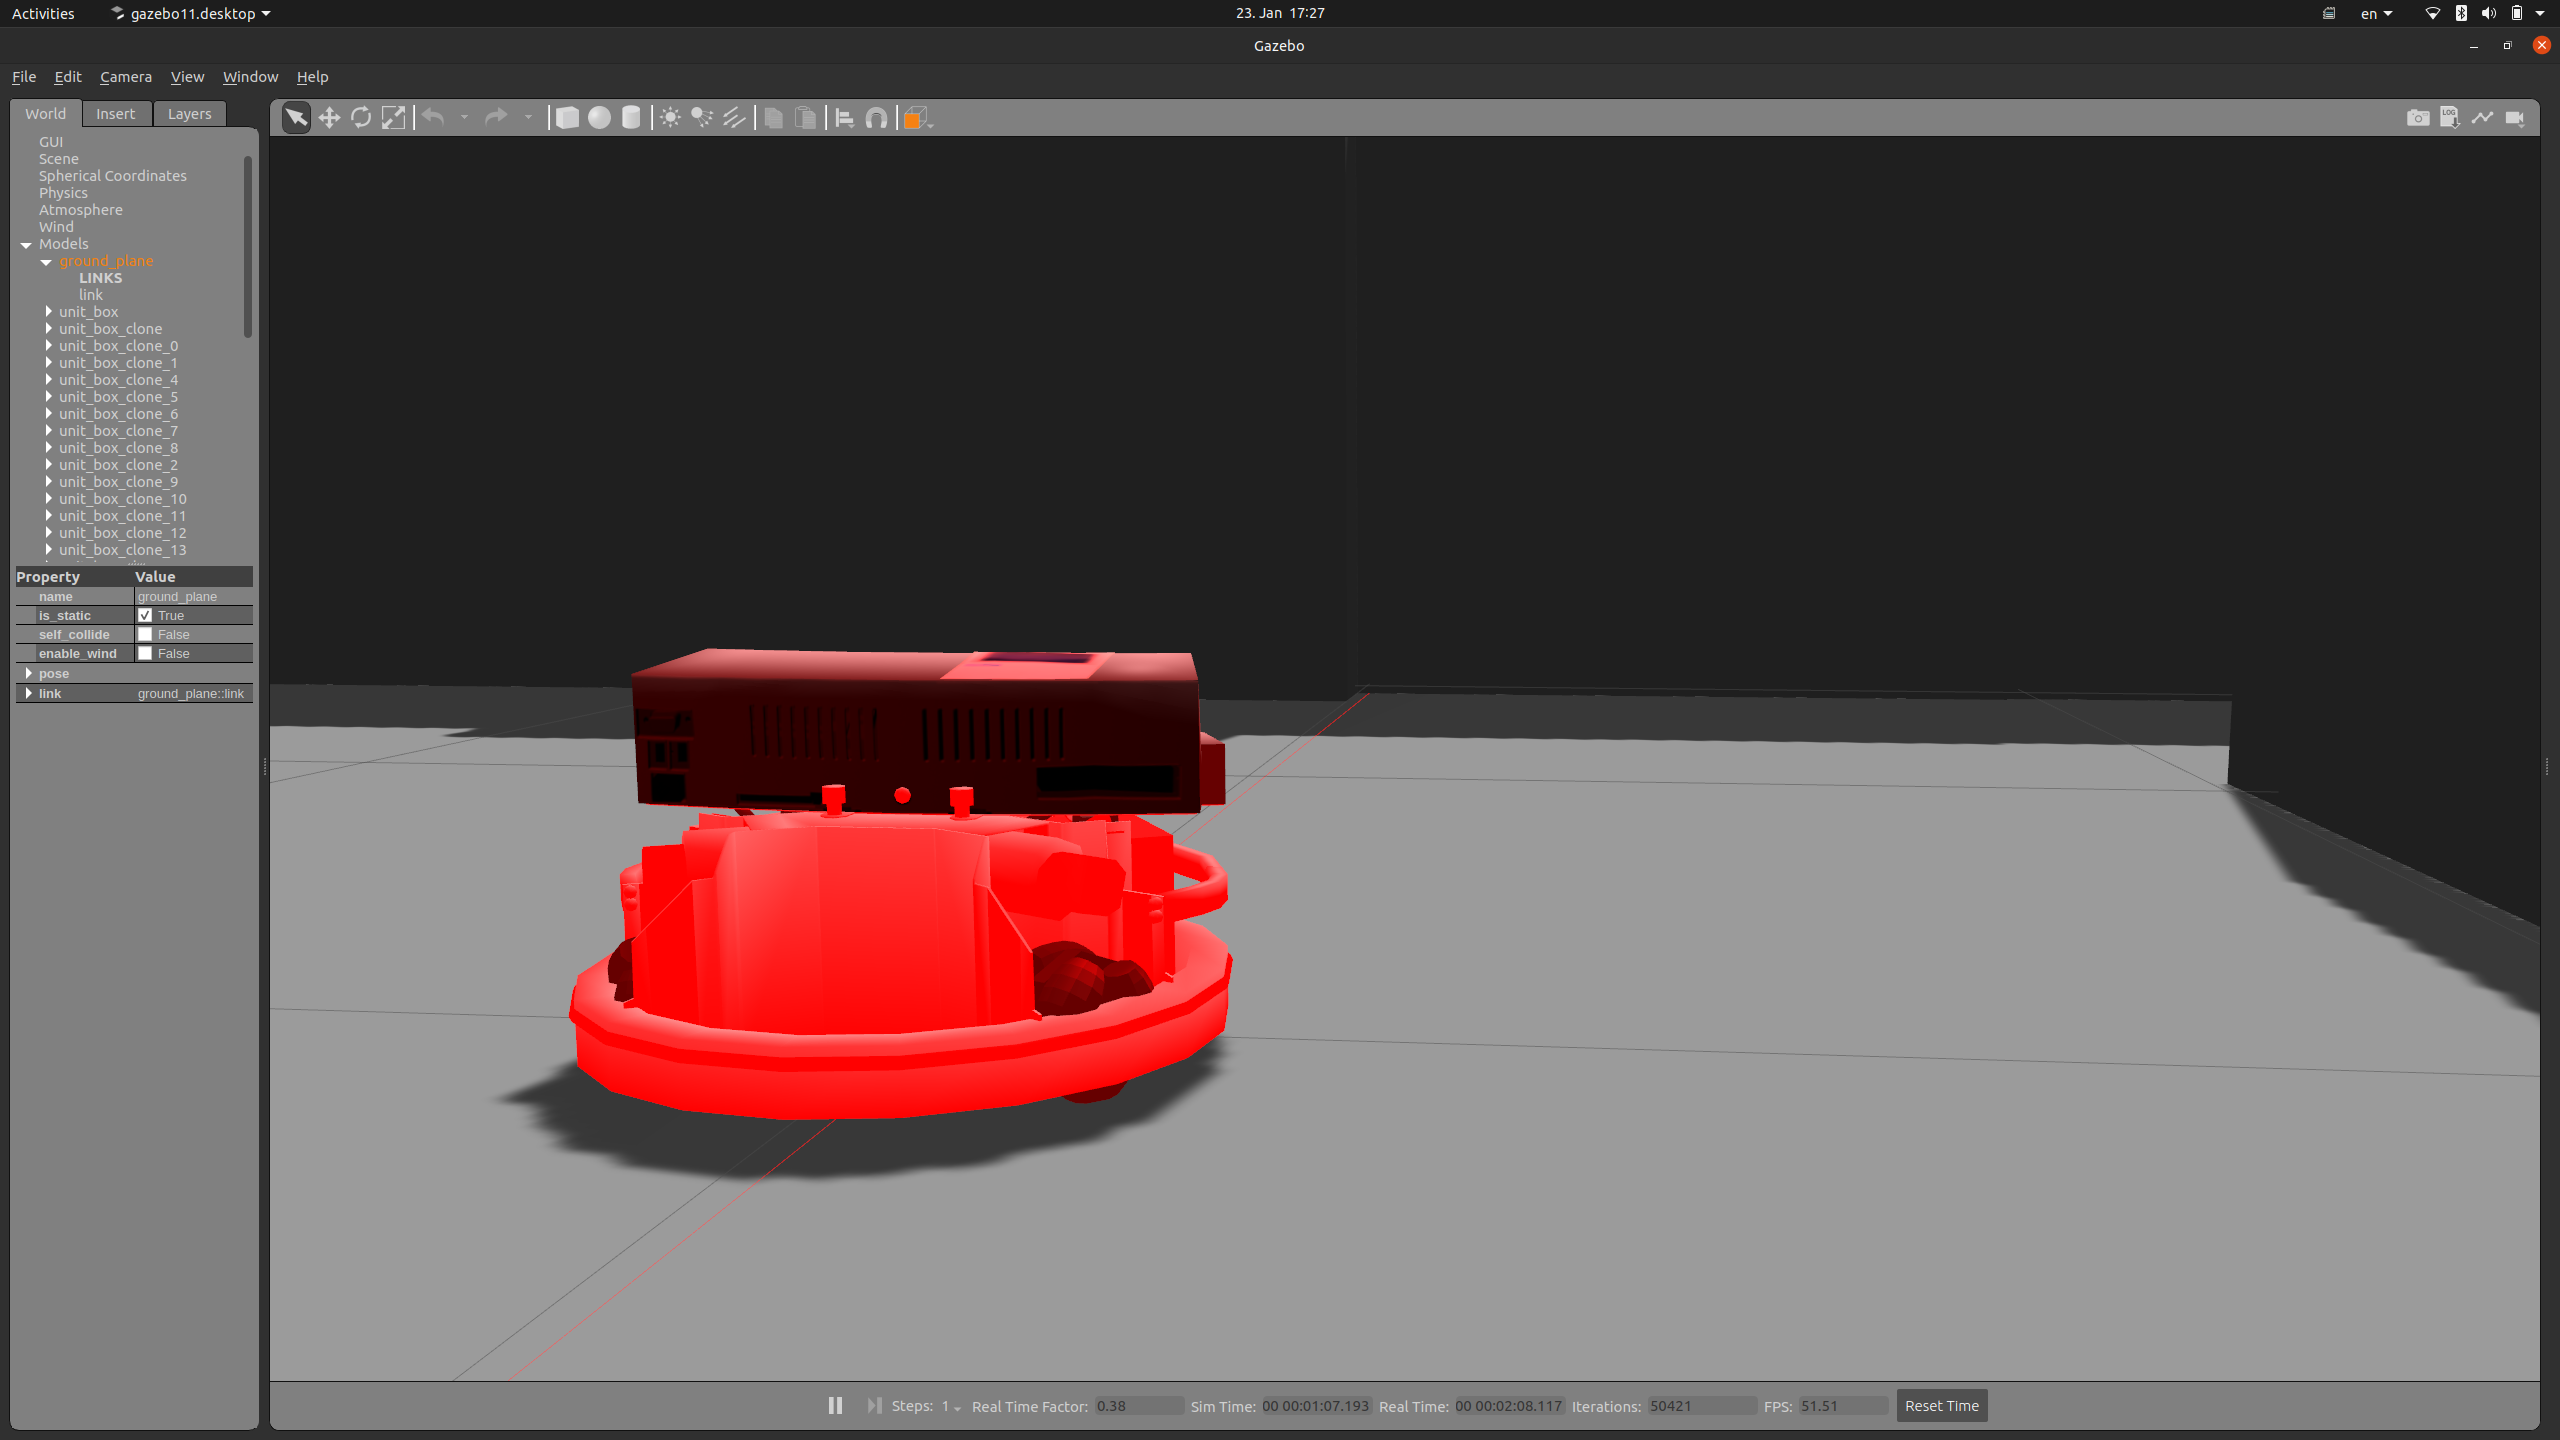 Activities gazebo11.desktop 23. Jan 17:27 en
Gazebo
File Edit Camera View Window Help
World Insert Layers
GUI
Scene
Spherical Coordinates
Physics
Atmosphere
Wind
Models
ground_plane
LINKS
link
unit_box
unit_box_clone
unit_box_clone_0
unit_box_clone_1
unit_box_clone_4
unit_box_clone_5
unit_box_clone_6
unit_box_clone_7
unit_box_clone_8
unit_box_clone_2
unit_box_clone_9
unit_box_clone_10
unit_box_clone_11
unit_box_clone_12
unit_box_clone_13
Property Value
name ground_plane
is_static True
self_collide False
enable_wind False
pose
link ground_plane::link
LOG
Steps: 1 Real Time Factor: 0.38 Sim Time: 00 00:01:07.193 Real Time: 00 00:02:08.117 Iterations: 50421 FPS: 51.51 Reset Time